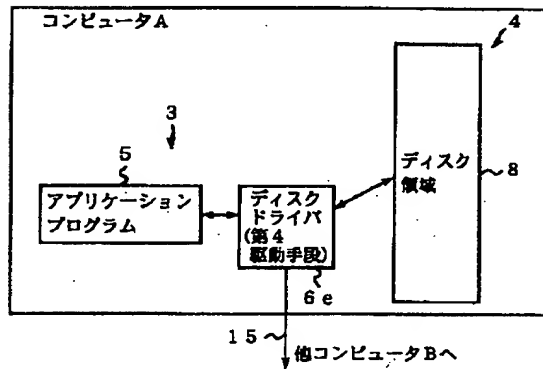 コンピュータA
4
3
5
アプリケーション
プログラム
ディスク
ドライバ
(第4
駆動手段)
6e
ディスク
領域
8
15
他コンピュータBへ